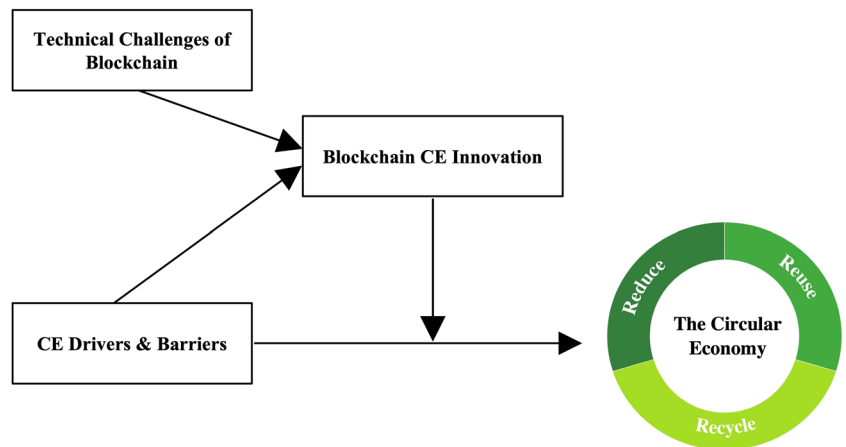 Technical Challenges of
Blockchain
Blockchain CE Innovation
CE Drivers & Barriers
Reduce
Reuse
The Circular
Economy
Recycle